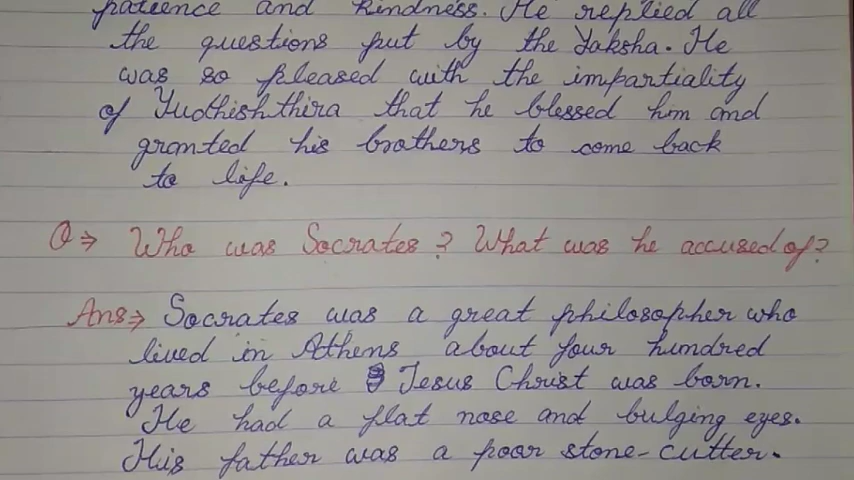 patience and kindness. He replied all
the questions put by the Yaksha. He
was so pleased with the impartiality
of Yudhishthira that he blessed him and
granted his brothers to come back
to life.
Q⇒ Who was Socrates? What was he accused of?
Ans⇒ Socrates was a great philosopher who
lived in Athens about four hundred
years before Jesus Christ was born.
He had a flat nose and bulging eyes.
His father was a poor stone-cutter.